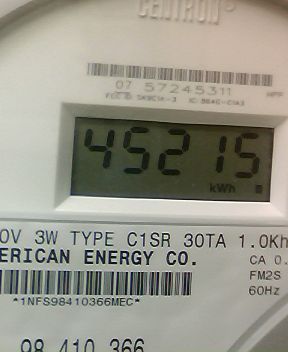 CENTRON
07 57245311
45215
kWh
0V 3W TYPE C1SR 30TA 1.0Kh
ERICAN ENERGY CO. CA 0.
FM2S
60Hz
*1NFS98410366MEC*
98 410 366